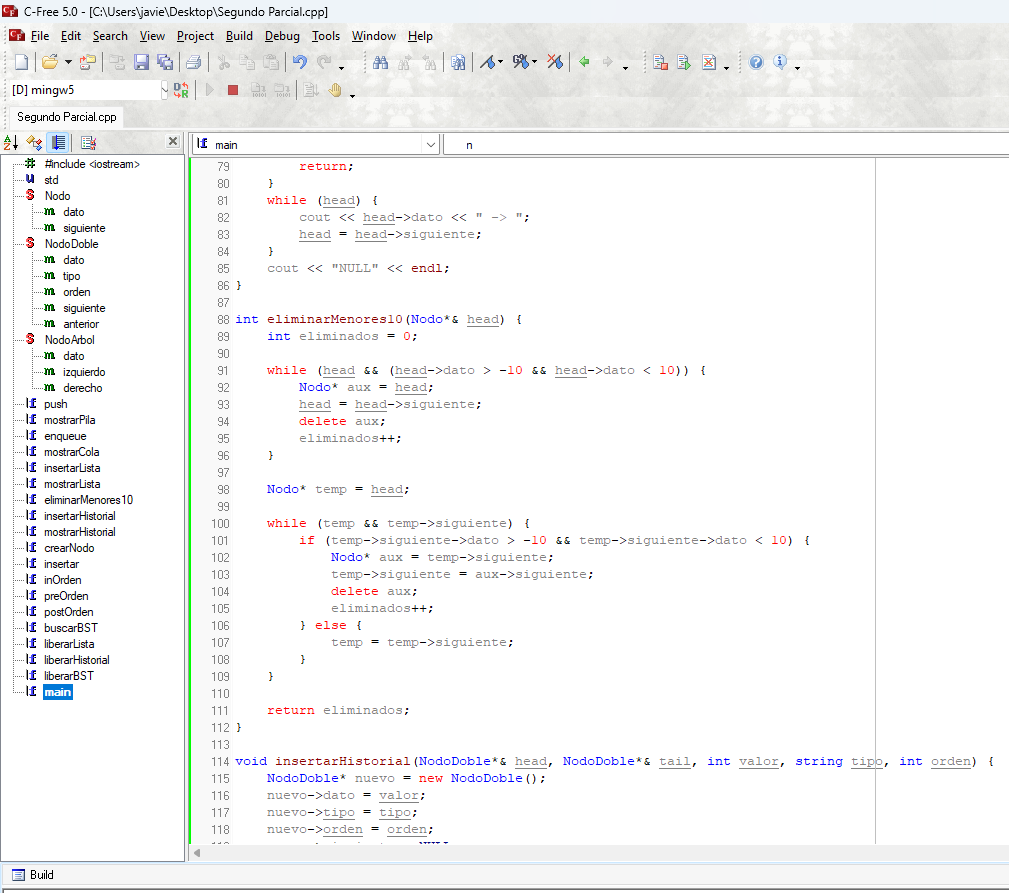 C-Free 5.0 - [C:\Users\javie\Desktop\Segundo Parcial.cpp]
File Edit Search View Project Build Debug Tools Window Help
[D] mingw5
Segundo Parcial.cpp
main
n
#include <iostream>
std
Nodo
dato
siguiente
NodoDoble
dato
tipo
orden
siguiente
anterior
NodoArbol
dato
izquierdo
derecho
push
mostrarPila
enqueue
mostrarCola
insertarLista
mostrarLista
eliminarMenores10
insertarHistorial
mostrarHistorial
crearNodo
insertar
inOrden
preOrden
postOrden
buscarBST
liberarLista
liberarHistorial
liberarBST
main
79         return;
80     }
81     while (head) {
82         cout << head->dato << " -> ";
83         head = head->siguiente;
84     }
85     cout << "NULL" << endl;
86 }
87
88 int eliminarMenores10(Nodo*& head) {
89     int eliminados = 0;
90
91     while (head && (head->dato > -10 && head->dato < 10)) {
92         Nodo* aux = head;
93         head = head->siguiente;
94         delete aux;
95         eliminados++;
96     }
97
98     Nodo* temp = head;
99
100     while (temp && temp->siguiente) {
101         if (temp->siguiente->dato > -10 && temp->siguiente->dato < 10) {
102             Nodo* aux = temp->siguiente;
103             temp->siguiente = aux->siguiente;
104             delete aux;
105             eliminados++;
106         } else {
107             temp = temp->siguiente;
108         }
109     }
110
111     return eliminados;
112 }
113
114 void insertarHistorial(NodoDoble*& head, NodoDoble*& tail, int valor, string tipo, int orden) {
115     NodoDoble* nuevo = new NodoDoble();
116     nuevo->dato = valor;
117     nuevo->tipo = tipo;
118     nuevo->orden = orden;
Build